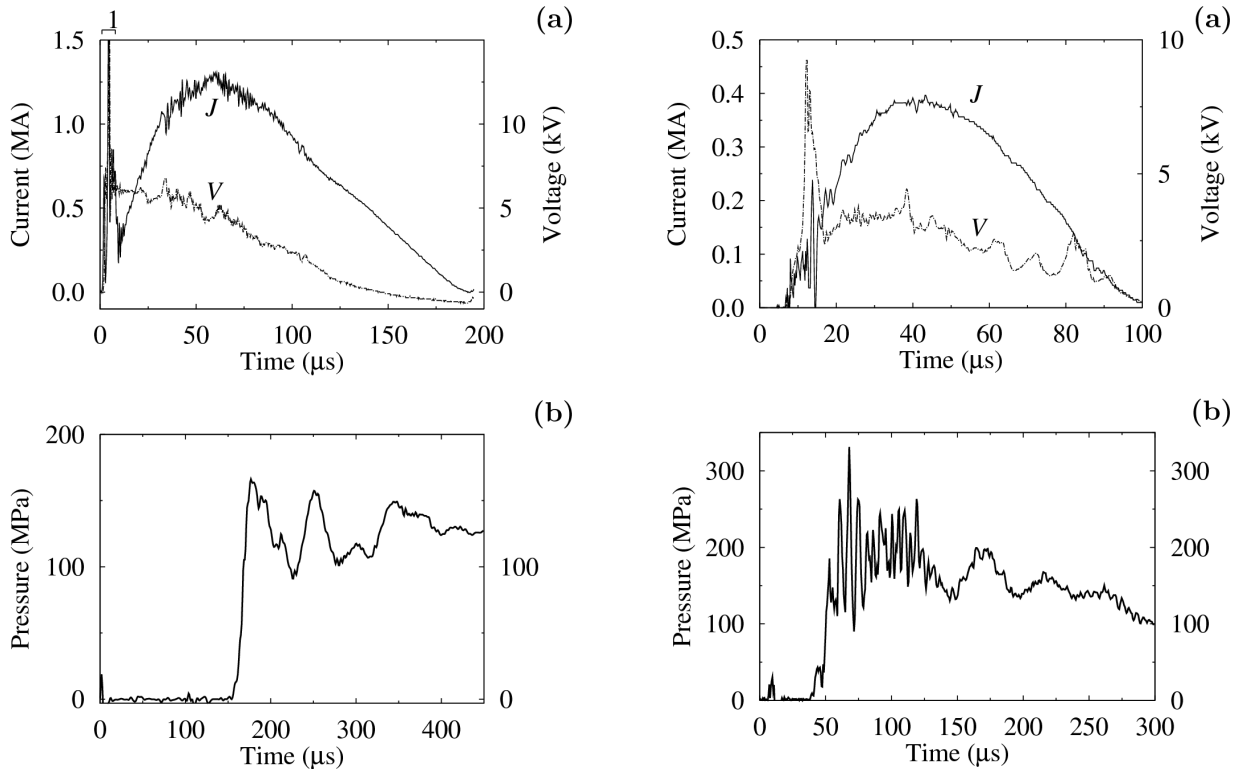 1
(a)
1.5
1.0
0.5
0.0
10
5
0
Current (MA)
Voltage (kV)
J
V
0 50 100 150 200
Time (μs)
(a)
0.5
0.4
0.3
0.2
0.1
0.0
10
5
0
Current (MA)
Voltage (kV)
J
V
0 20 40 60 80 100
Time (μs)
(b)
200
100
0
100
0
Pressure (MPa)
0 100 200 300 400
Time (μs)
(b)
300
200
100
0
300
200
100
0
Pressure (MPa)
0 50 100 150 200 250 300
Time (μs)